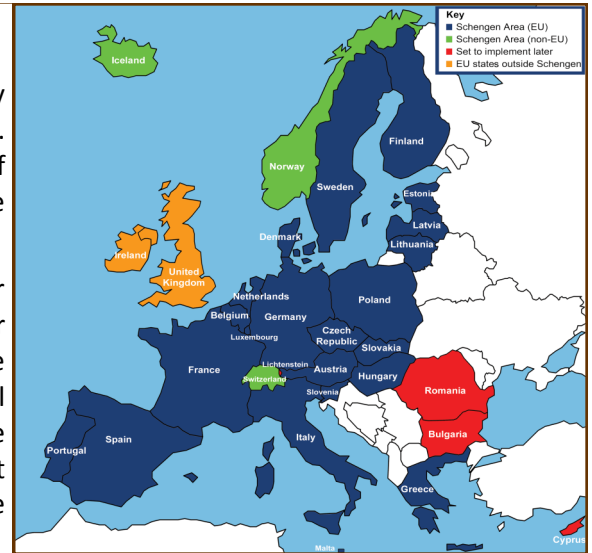 Key
Schengen Area (EU)
Schengen Area (non-EU)
Set to implement later
EU states outside Schengen
Iceland
Finland
Norway
Sweden
Estonia
Latvia
Denmark
Lithuania
Ireland
United
Kingdom
Netherlands
Poland
Belgium
Germany
Czech
Republic
Luxembourg
Slovakia
Lichtenstein
France
Austria
Hungary
Switzerland
Romania
Slovenia
Bulgaria
Italy
Spain
Portugal
Greece
Cyprus
Malta